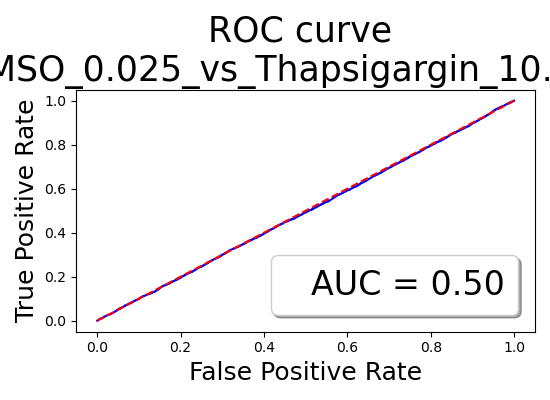 ROC curve
MSO_0.025_vs_Thapsigargin_10.
1.0
0.8
0.6
0.4
0.2
0.0
True Positive Rate
AUC = 0.50
0.0 0.2 0.4 0.6 0.8 1.0
False Positive Rate